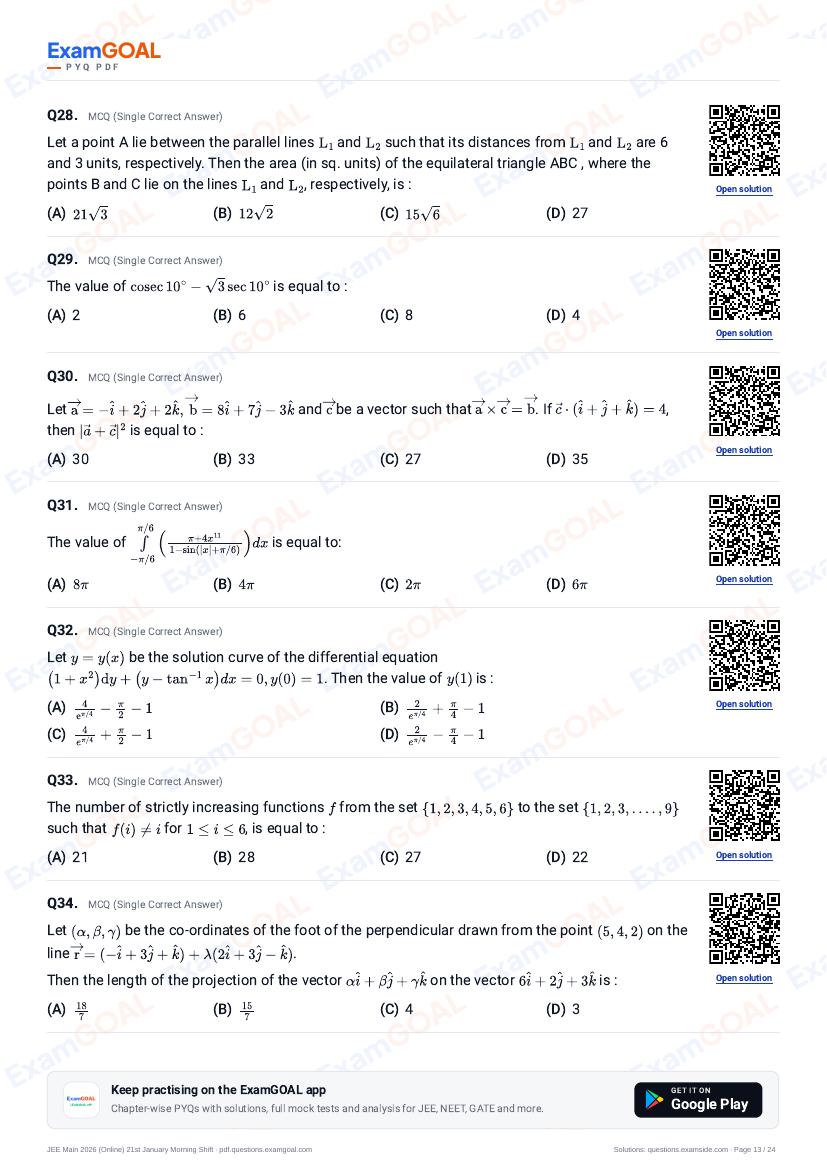 ExamGOAL
PYQ PDF
Q28. MCQ (Single Correct Answer)
Let a point A lie between the parallel lines L₁ and L₂ such that its distances from L₁ and L₂ are 6
and 3 units, respectively. Then the area (in sq. units) of the equilateral triangle ABC , where the
points B and C lie on the lines L₁ and L₂, respectively, is :
(A) 21√3 (B) 12√2 (C) 15√6 (D) 27
Open solution
Q29. MCQ (Single Correct Answer)
The value of cosec 10° − √3 sec 10° is equal to :
(A) 2 (B) 6 (C) 8 (D) 4
Open solution
Q30. MCQ (Single Correct Answer)
Let a⃗ = −î + 2ĵ + 2k̂, b⃗ = 8î + 7ĵ − 3k̂ and c⃗ be a vector such that a⃗ × c⃗ = b⃗. If c⃗ · (î + ĵ + k̂) = 4,
then |a⃗ + c⃗|² is equal to :
(A) 30 (B) 33 (C) 27 (D) 35
Open solution
Q31. MCQ (Single Correct Answer)
The value of ∫_{−π/6}^{π/6} ((π+4x¹¹)/(1−sin(|x|+π/6))) dx is equal to:
(A) 8π (B) 4π (C) 2π (D) 6π
Open solution
Q32. MCQ (Single Correct Answer)
Let y = y(x) be the solution curve of the differential equation
(1 + x²)dy + (y − tan⁻¹ x)dx = 0, y(0) = 1. Then the value of y(1) is :
(A) 4/e^{π/4} − π/2 − 1 (B) 2/e^{π/4} + π/4 − 1
(C) 4/e^{π/4} + π/2 − 1 (D) 2/e^{π/4} − π/4 − 1
Open solution
Q33. MCQ (Single Correct Answer)
The number of strictly increasing functions f from the set {1, 2, 3, 4, 5, 6} to the set {1, 2, 3, . . . . , 9}
such that f(i) ≠ i for 1 ≤ i ≤ 6, is equal to :
(A) 21 (B) 28 (C) 27 (D) 22
Open solution
Q34. MCQ (Single Correct Answer)
Let (α, β, γ) be the co-ordinates of the foot of the perpendicular drawn from the point (5, 4, 2) on the
line r⃗ = (−î + 3ĵ + k̂) + λ(2î + 3ĵ − k̂).
Then the length of the projection of the vector αî + βĵ + γk̂ on the vector 6î + 2ĵ + 3k̂ is :
(A) 18/7 (B) 15/7 (C) 4 (D) 3
Open solution
ExamGOAL
Keep practising on the ExamGOAL app
Chapter-wise PYQs with solutions, full mock tests and analysis for JEE, NEET, GATE and more.
GET IT ON
Google Play
JEE Main 2026 (Online) 21st January Morning Shift · pdf.questions.examgoal.com
Solutions: questions.examside.com · Page 13 / 24